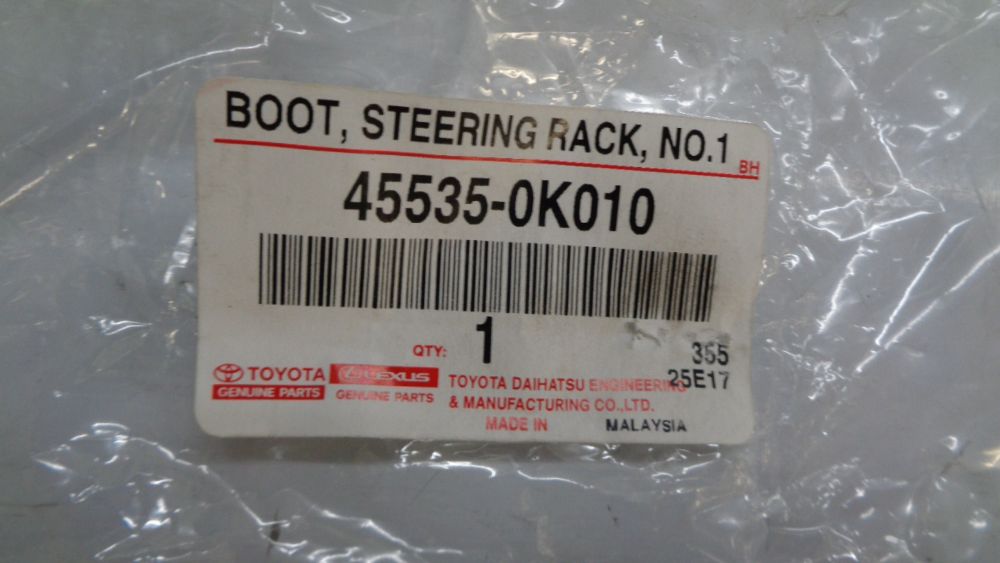 BOOT, STEERING RACK, NO.1
BH
45535-0K010
QTY: 1
355
25E17
TOYOTA
GENUINE PARTS
LEXUS
GENUINE PARTS
TOYOTA DAIHATSU ENGINEERING
& MANUFACTURING CO.,LTD.
MADE IN MALAYSIA